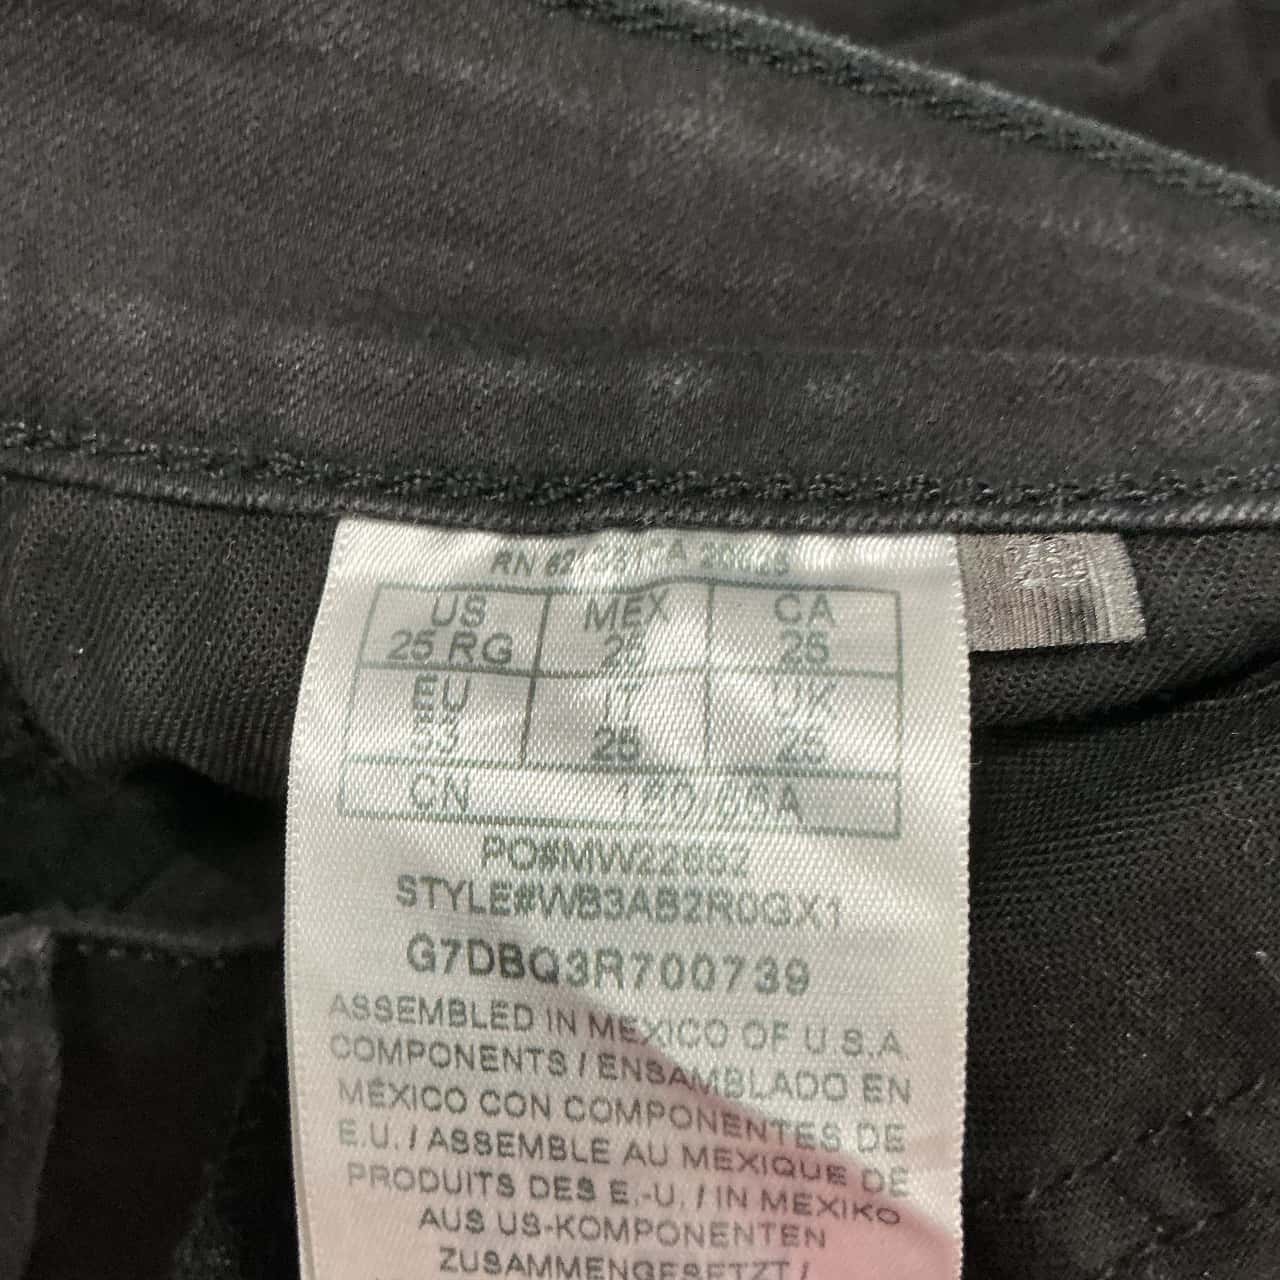 US MEX CA
25 RG 25 25
EU IT UK
25 25
CN
PO#MW22662
STYLE#WB3AB2R0GX1
G7DBQ3R700739
ASSEMBLED IN MEXICO OF U.S.A
COMPONENTS / ENSAMBLADO EN
MÉXICO CON COMPONENTES DE
E.U. / ASSEMBLE AU MEXIQUE DE
PRODUITS DES E.-U. / IN MEXIKO
AUS US-KOMPONENTEN
ZUSAMMENGESETZT /